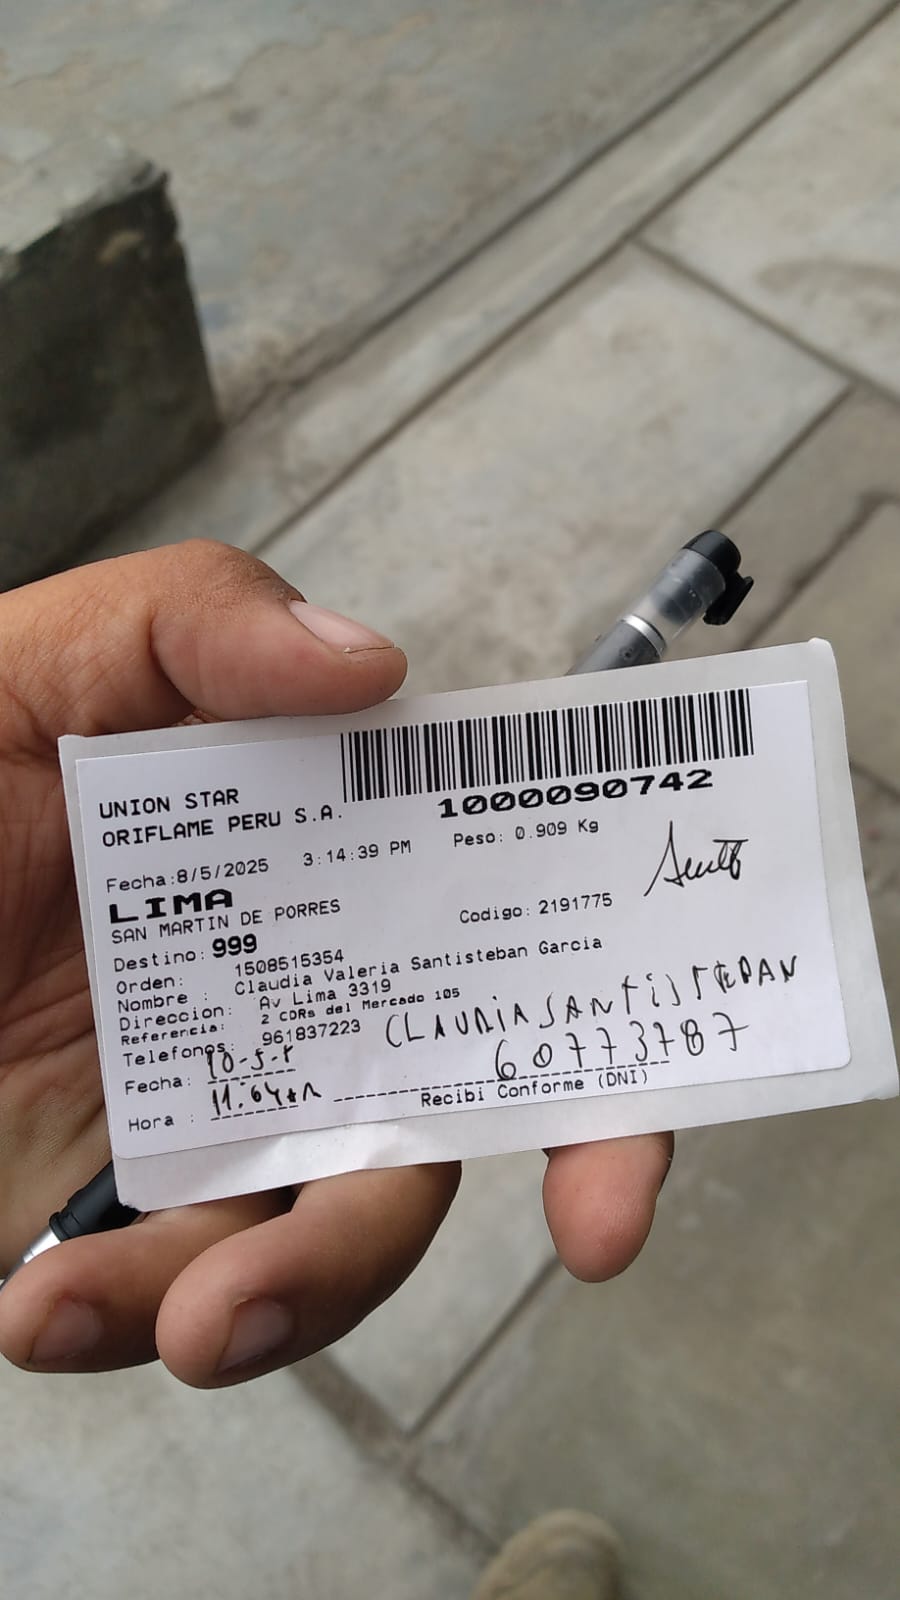 UNION STAR
ORIFLAME PERU S.A.
1000090742
Fecha:8/5/2025 3:14:39 PM Peso: 0.909 Kg
LIMA
SAN MARTIN DE PORRES
Destino: 999 Codigo: 2191775
Orden: 1508515354
Nombre : Claudia Valeria Santisteban Garcia
Direccion: Av Lima 3319
Referencia: 2 CDRs del Mercado 105
Telefonos: 961837223
CLAUDIA SANTISTEBAN
Fecha: 10-5-
60773787
Hora :
Recibi Conforme (DNI)